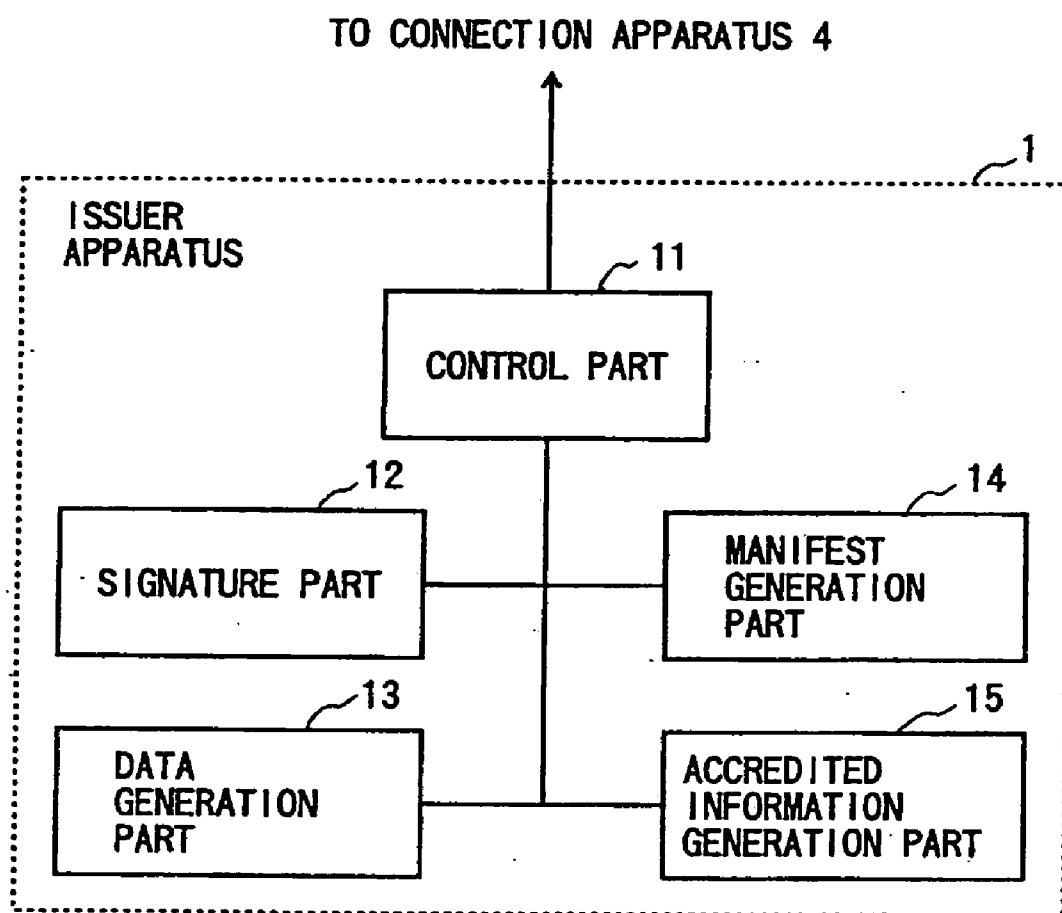 TO CONNECTION APPARATUS 4
1
ISSUER
APPARATUS
11
CONTROL PART
12
SIGNATURE PART
14
MANIFEST
GENERATION
PART
13
DATA
GENERATION
PART
15
ACCREDITED
INFORMATION
GENERATION PART